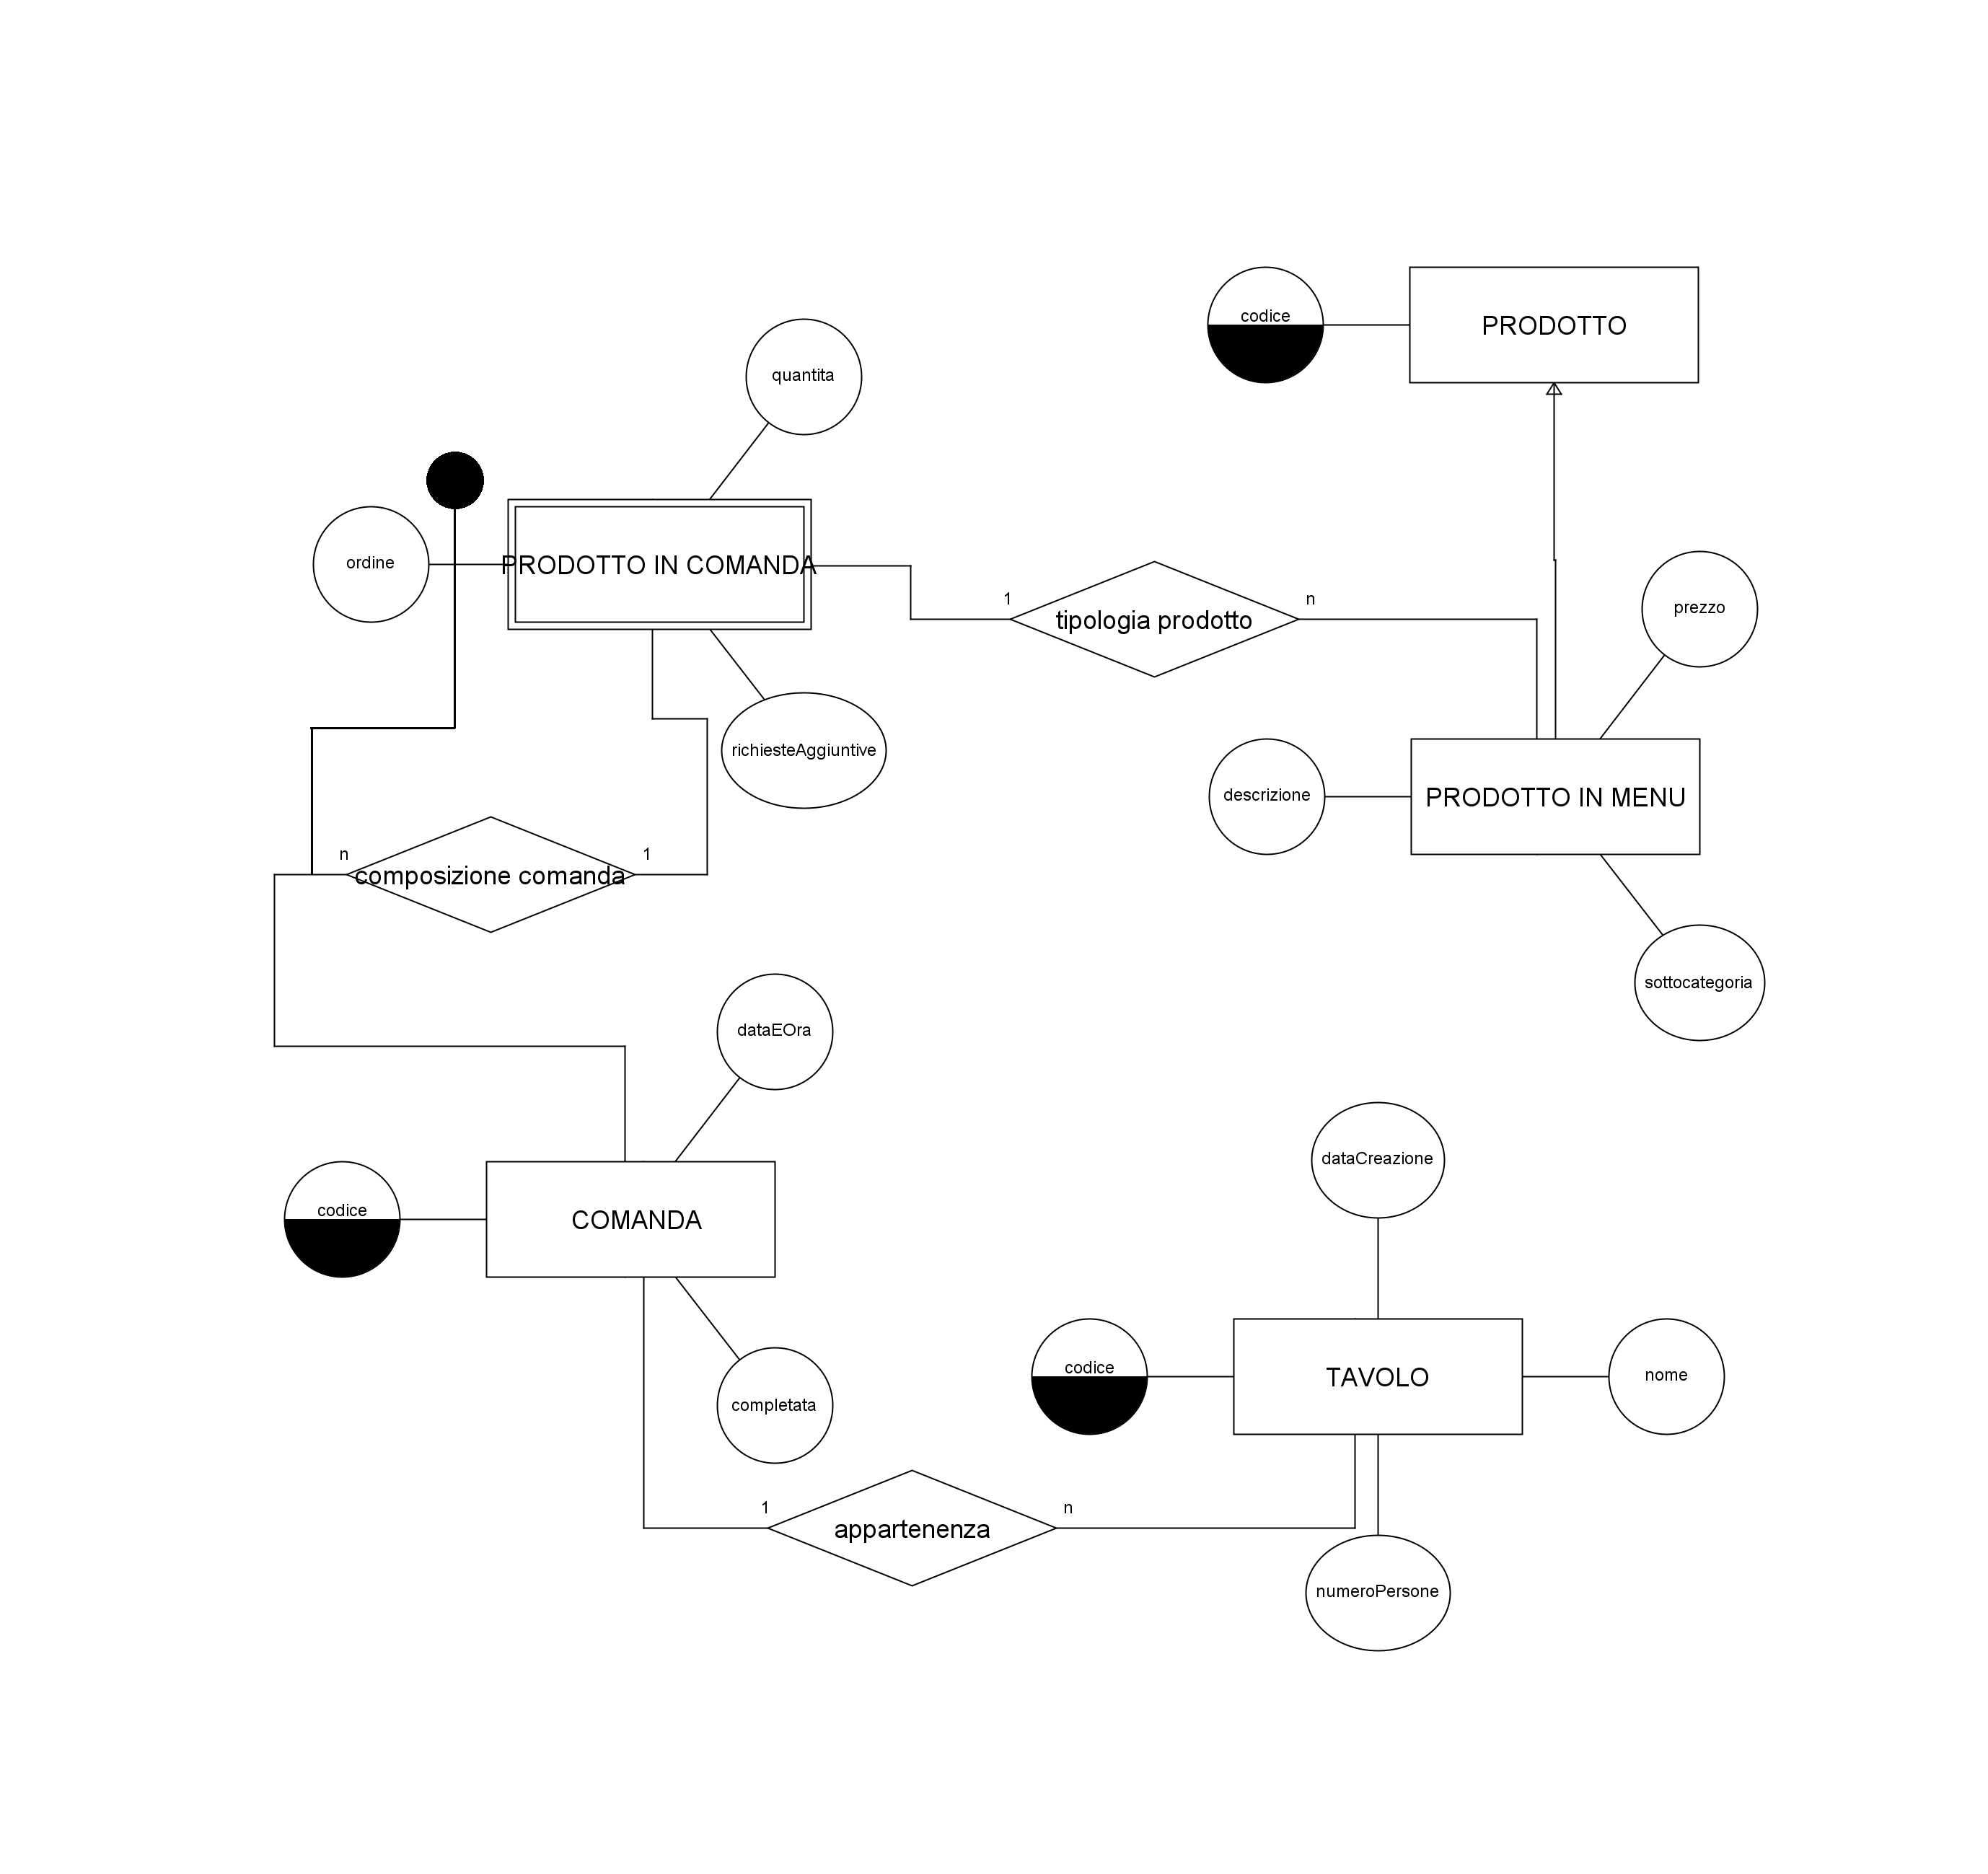 codice
PRODOTTO
quantita
ordine
PRODOTTO IN COMANDA
1
n
tipologia prodotto
prezzo
richiesteAggiuntive
descrizione
PRODOTTO IN MENU
n
1
composizione comanda
sottocategoria
dataEOra
dataCreazione
codice
COMANDA
codice
TAVOLO
nome
completata
1
n
appartenenza
numeroPersone